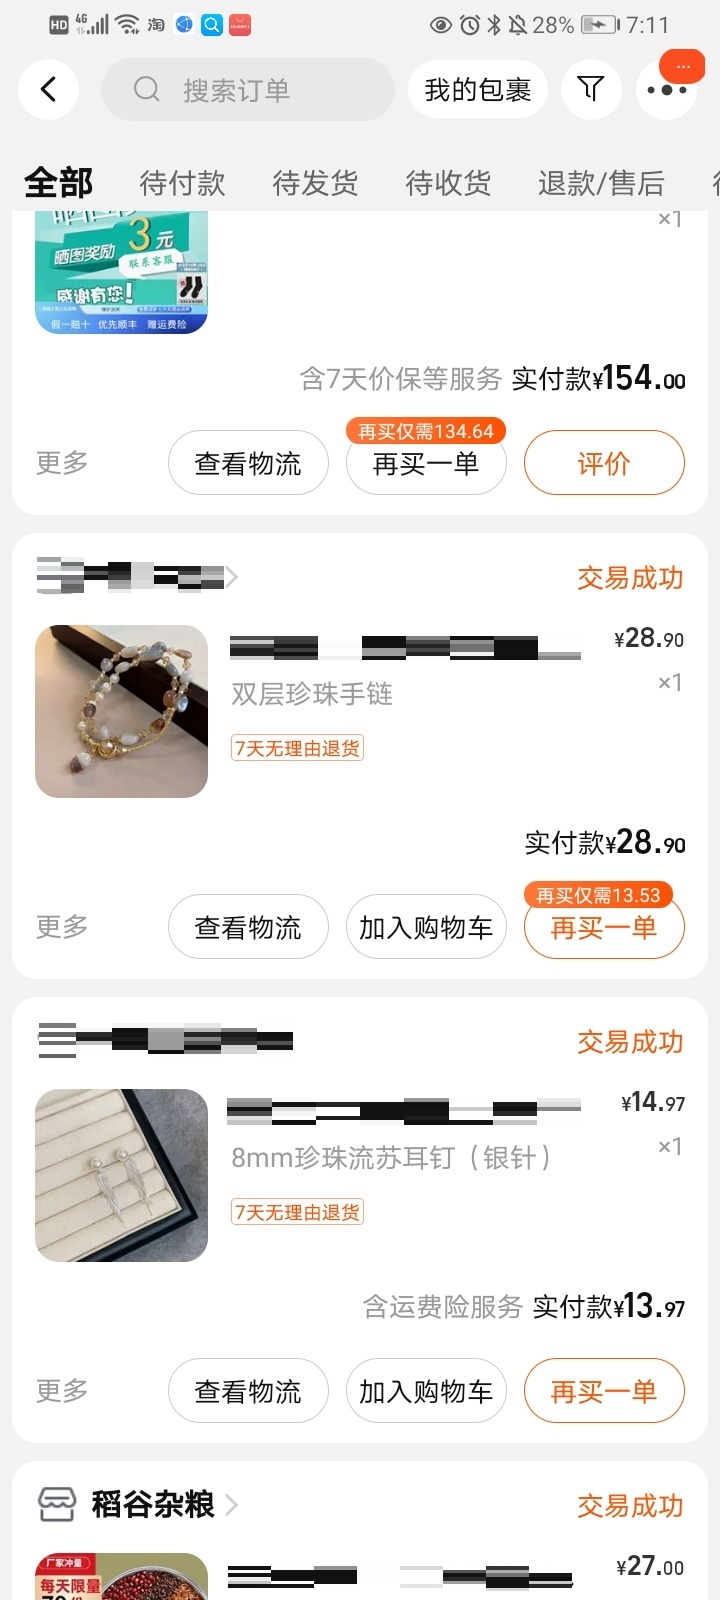 HD 4G 淘 28% 7:11
搜索订单 我的包裹
全部 待付款 待发货 待收货 退款/售后
×1
晒图奖励 3元
联系客服
感谢有您!
假一赔十 优先顺丰 赠运费险
含7天价保等服务 实付款¥154.00
再买仅需134.64
更多 查看物流 再买一单 评价
交易成功
¥28.90
双层珍珠手链 ×1
7天无理由退货
实付款¥28.90
再买仅需13.53
更多 查看物流 加入购物车 再买一单
交易成功
¥14.97
8mm珍珠流苏耳钉（银针） ×1
7天无理由退货
含运费险服务 实付款¥13.97
更多 查看物流 加入购物车 再买一单
稻谷杂粮 交易成功
厂家冲量 ¥27.00
每天限量